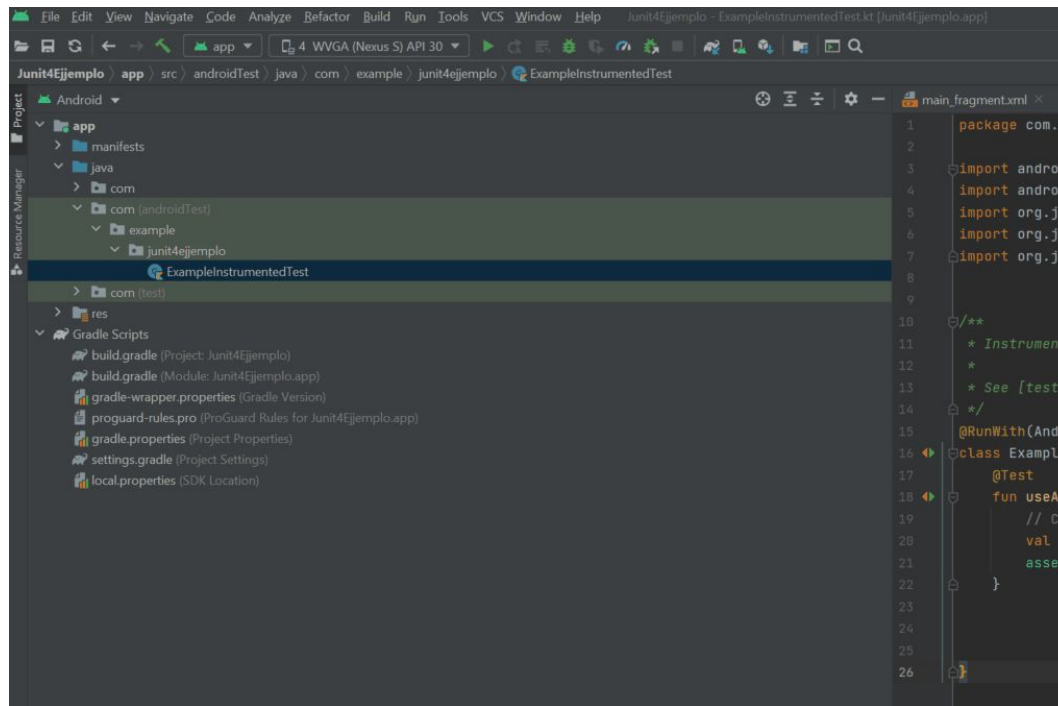 File Edit View Navigate Code Analyze Refactor Build Run Tools VCS Window Help Junit4Ejjemplo - ExampleInstrumentedTest.kt [Junit4Ejjemplo.app]
app 4 WVGA (Nexus S) API 30
Junit4Ejjemplo app src androidTest java com example junit4ejjemplo ExampleInstrumentedTest
Project
Resource Manager
Android
app
manifests
java
com
com (androidTest)
example
junit4ejjemplo
ExampleInstrumentedTest
com (test)
res
Gradle Scripts
build.gradle (Project: Junit4Ejjemplo)
build.gradle (Module: Junit4Ejjemplo.app)
gradle-wrapper.properties (Gradle Version)
proguard-rules.pro (ProGuard Rules for Junit4Ejjemplo.app)
gradle.properties (Project Properties)
settings.gradle (Project Settings)
local.properties (SDK Location)
main_fragment.xml
1 package com.
2
3 import andro
4 import andro
5 import org.j
6 import org.j
7 import org.j
8
9
10 /**
11 * Instrumen
12 *
13 * See [test
14 */
15 @RunWith(And
16 class Exampl
17 @Test
18 fun useA
19 // C
20 val
21 asse
22 }
23
24
25
26 }